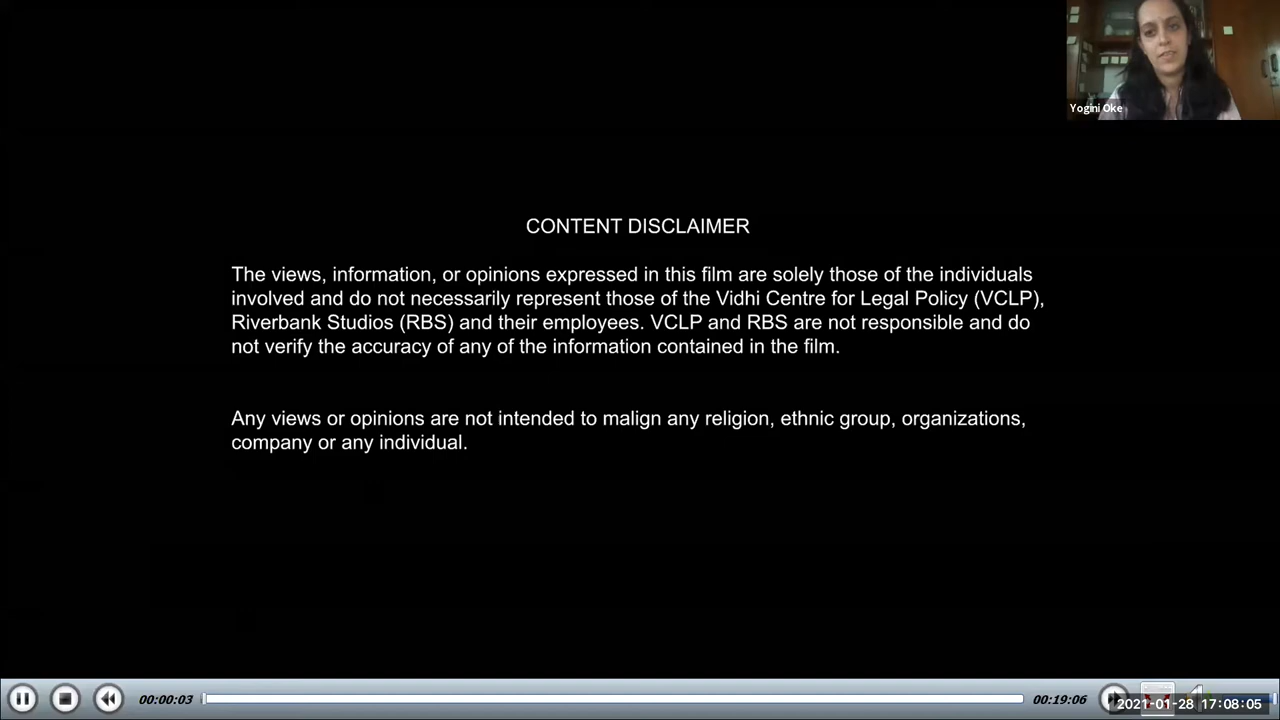 Yogini Oke
CONTENT DISCLAIMER
The views, information, or opinions expressed in this film are solely those of the individuals
involved and do not necessarily represent those of the Vidhi Centre for Legal Policy (VCLP),
Riverbank Studios (RBS) and their employees. VCLP and RBS are not responsible and do
not verify the accuracy of any of the information contained in the film.
Any views or opinions are not intended to malign any religion, ethnic group, organizations,
company or any individual.
00:00:03
00:19:06
2021-01-28 17:08:05